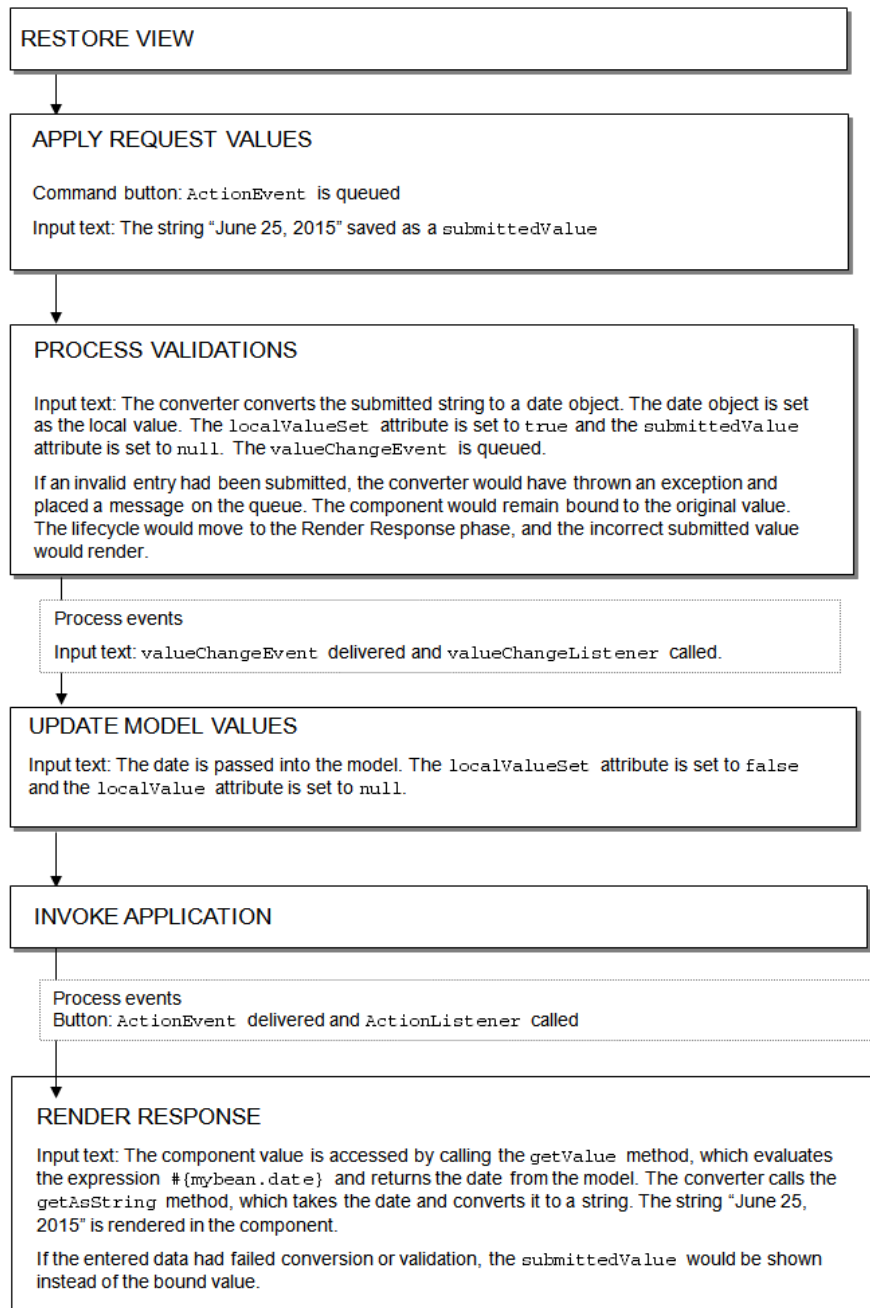 RESTORE VIEW
APPLY REQUEST VALUES
Command button: ActionEvent is queued
Input text: The string “June 25, 2015” saved as a submittedValue
PROCESS VALIDATIONS
Input text: The converter converts the submitted string to a date object. The date object is set
as the local value. The localValueSet attribute is set to true and the submittedValue
attribute is set to null. The valueChangeEvent is queued.
If an invalid entry had been submitted, the converter would have thrown an exception and
placed a message on the queue. The component would remain bound to the original value.
The lifecycle would move to the Render Response phase, and the incorrect submitted value
would render.
Process events
Input text: valueChangeEvent delivered and valueChangeListener called.
UPDATE MODEL VALUES
Input text: The date is passed into the model. The localValueSet attribute is set to false
and the localValue attribute is set to null.
INVOKE APPLICATION
Process events
Button: ActionEvent delivered and ActionListener called
RENDER RESPONSE
Input text: The component value is accessed by calling the getValue method, which evaluates
the expression #{mybean.date} and returns the date from the model. The converter calls the
getAsString method, which takes the date and converts it to a string. The string “June 25,
2015” is rendered in the component.
If the entered data had failed conversion or validation, the submittedValue would be shown
instead of the bound value.